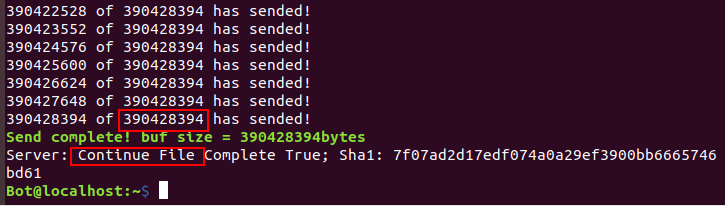 390422528 of 390428394 has sended!
390423552 of 390428394 has sended!
390424576 of 390428394 has sended!
390425600 of 390428394 has sended!
390426624 of 390428394 has sended!
390427648 of 390428394 has sended!
390428394 of 390428394 has sended!
Send complete! buf size = 390428394bytes
Server: Continue File Complete True; Sha1: 7f07ad2d17edf074a0a29ef3900bb6665746
bd61
Bot@localhost:~$